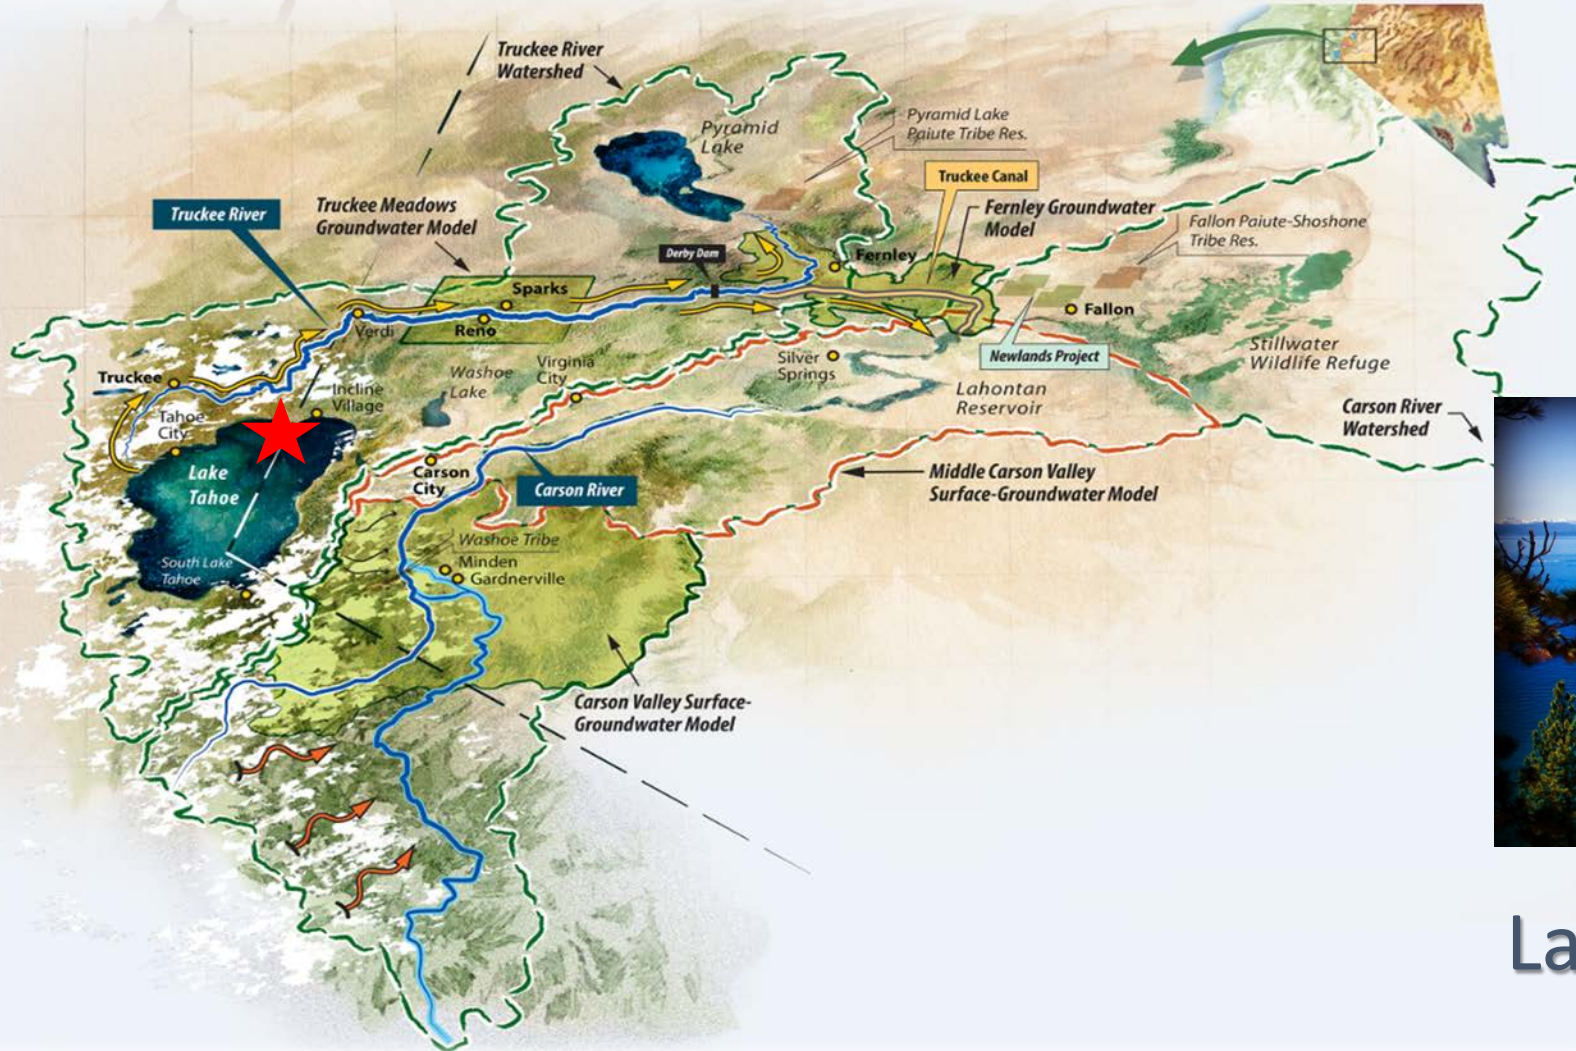 Truckee River
Watershed
Pyramid
Lake
Pyramid Lake
Paiute Tribe Res.
Truckee Canal
Truckee River
Truckee Meadows
Groundwater Model
Fernley Groundwater
Model
Fallon Paiute-Shoshone
Tribe Res.
Derby Dam
Fernley
Sparks
Fallon
Verdi
Reno
Newlands Project
Stillwater
Wildlife Refuge
Silver
Springs
Virginia
City
Washoe
Lake
Truckee
Incline
Village
Lahontan
Reservoir
Carson River
Watershed
Tahoe
City
Lake
Tahoe
Carson
City
Carson River
Middle Carson Valley
Surface-Groundwater Model
Washoe Tribe
Minden
Gardnerville
South Lake
Tahoe
Carson Valley Surface-
Groundwater Model
La